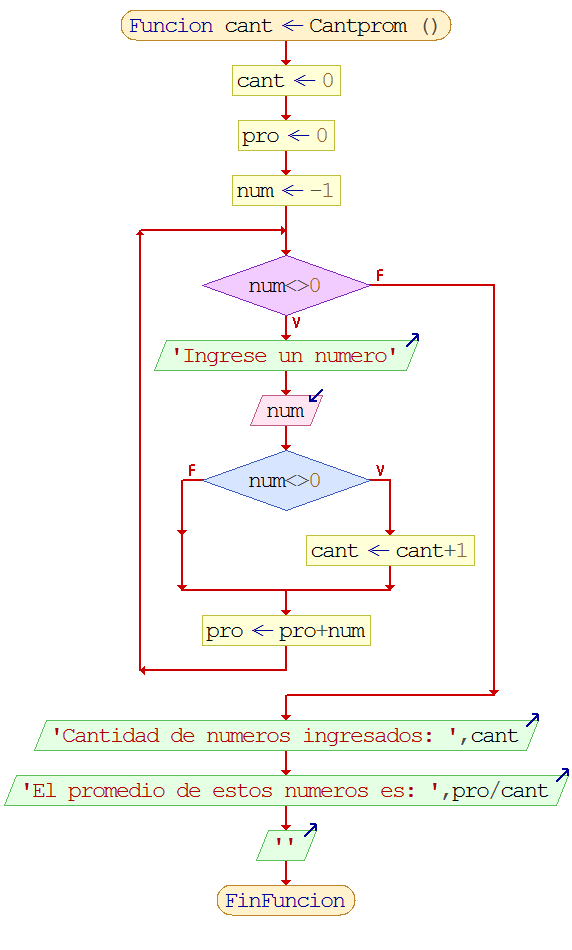 Funcion cant ← Cantprom ()
cant ← 0
pro ← 0
num ← -1
num<>0
F
V
'Ingrese un numero'
num
num<>0
F
V
cant ← cant+1
pro ← pro+num
'Cantidad de numeros ingresados: ',cant
'El promedio de estos numeros es: ',pro/cant
''
FinFuncion